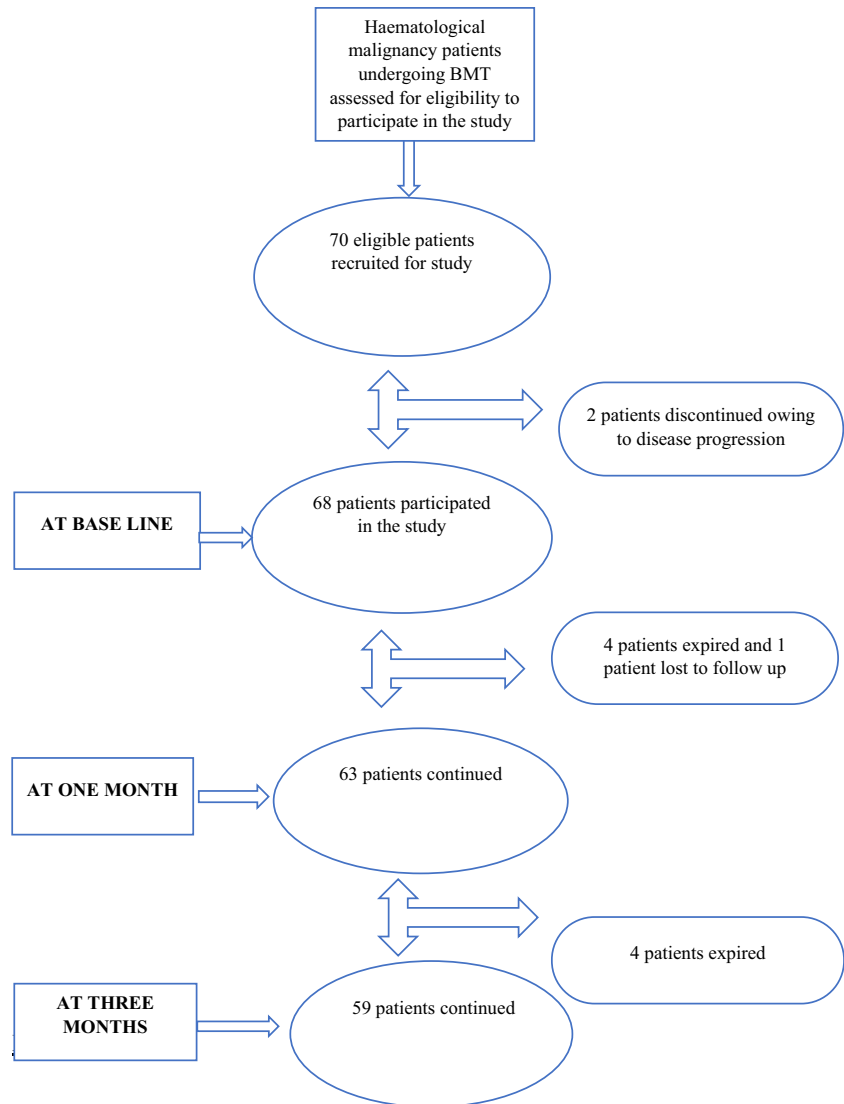 Haematological
malignancy patients
undergoing BMT
assessed for eligibility to
participate in the study
70 eligible patients
recruited for study
2 patients discontinued owing
to disease progression
68 patients participated
in the study
AT BASE LINE
4 patients expired and 1
patient lost to follow up
63 patients continued
AT ONE MONTH
4 patients expired
59 patients continued
AT THREE
MONTHS